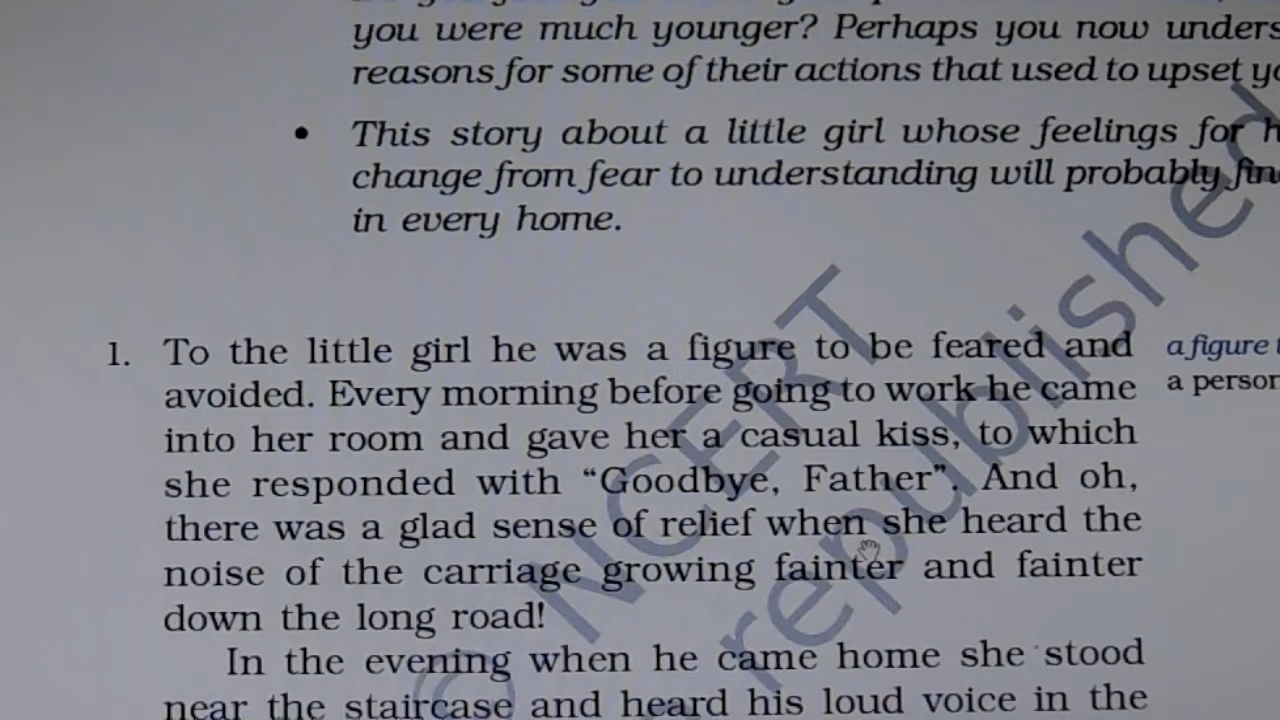 you were much younger? Perhaps you now
reasons for some of their actions that used to upset
• This story about a little girl whose feelings for
change from fear to understanding will probably
in every home.
1. To the little girl he was a figure to be feared and
avoided. Every morning before going to work he came
into her room and gave her a casual kiss, to which
she responded with “Goodbye, Father”. And oh,
there was a glad sense of relief when she heard the
noise of the carriage growing fainter and fainter
down the long road!
In the evening when he came home she stood
near the staircase and heard his loud voice in the
a figure
a
© NCERT
republished